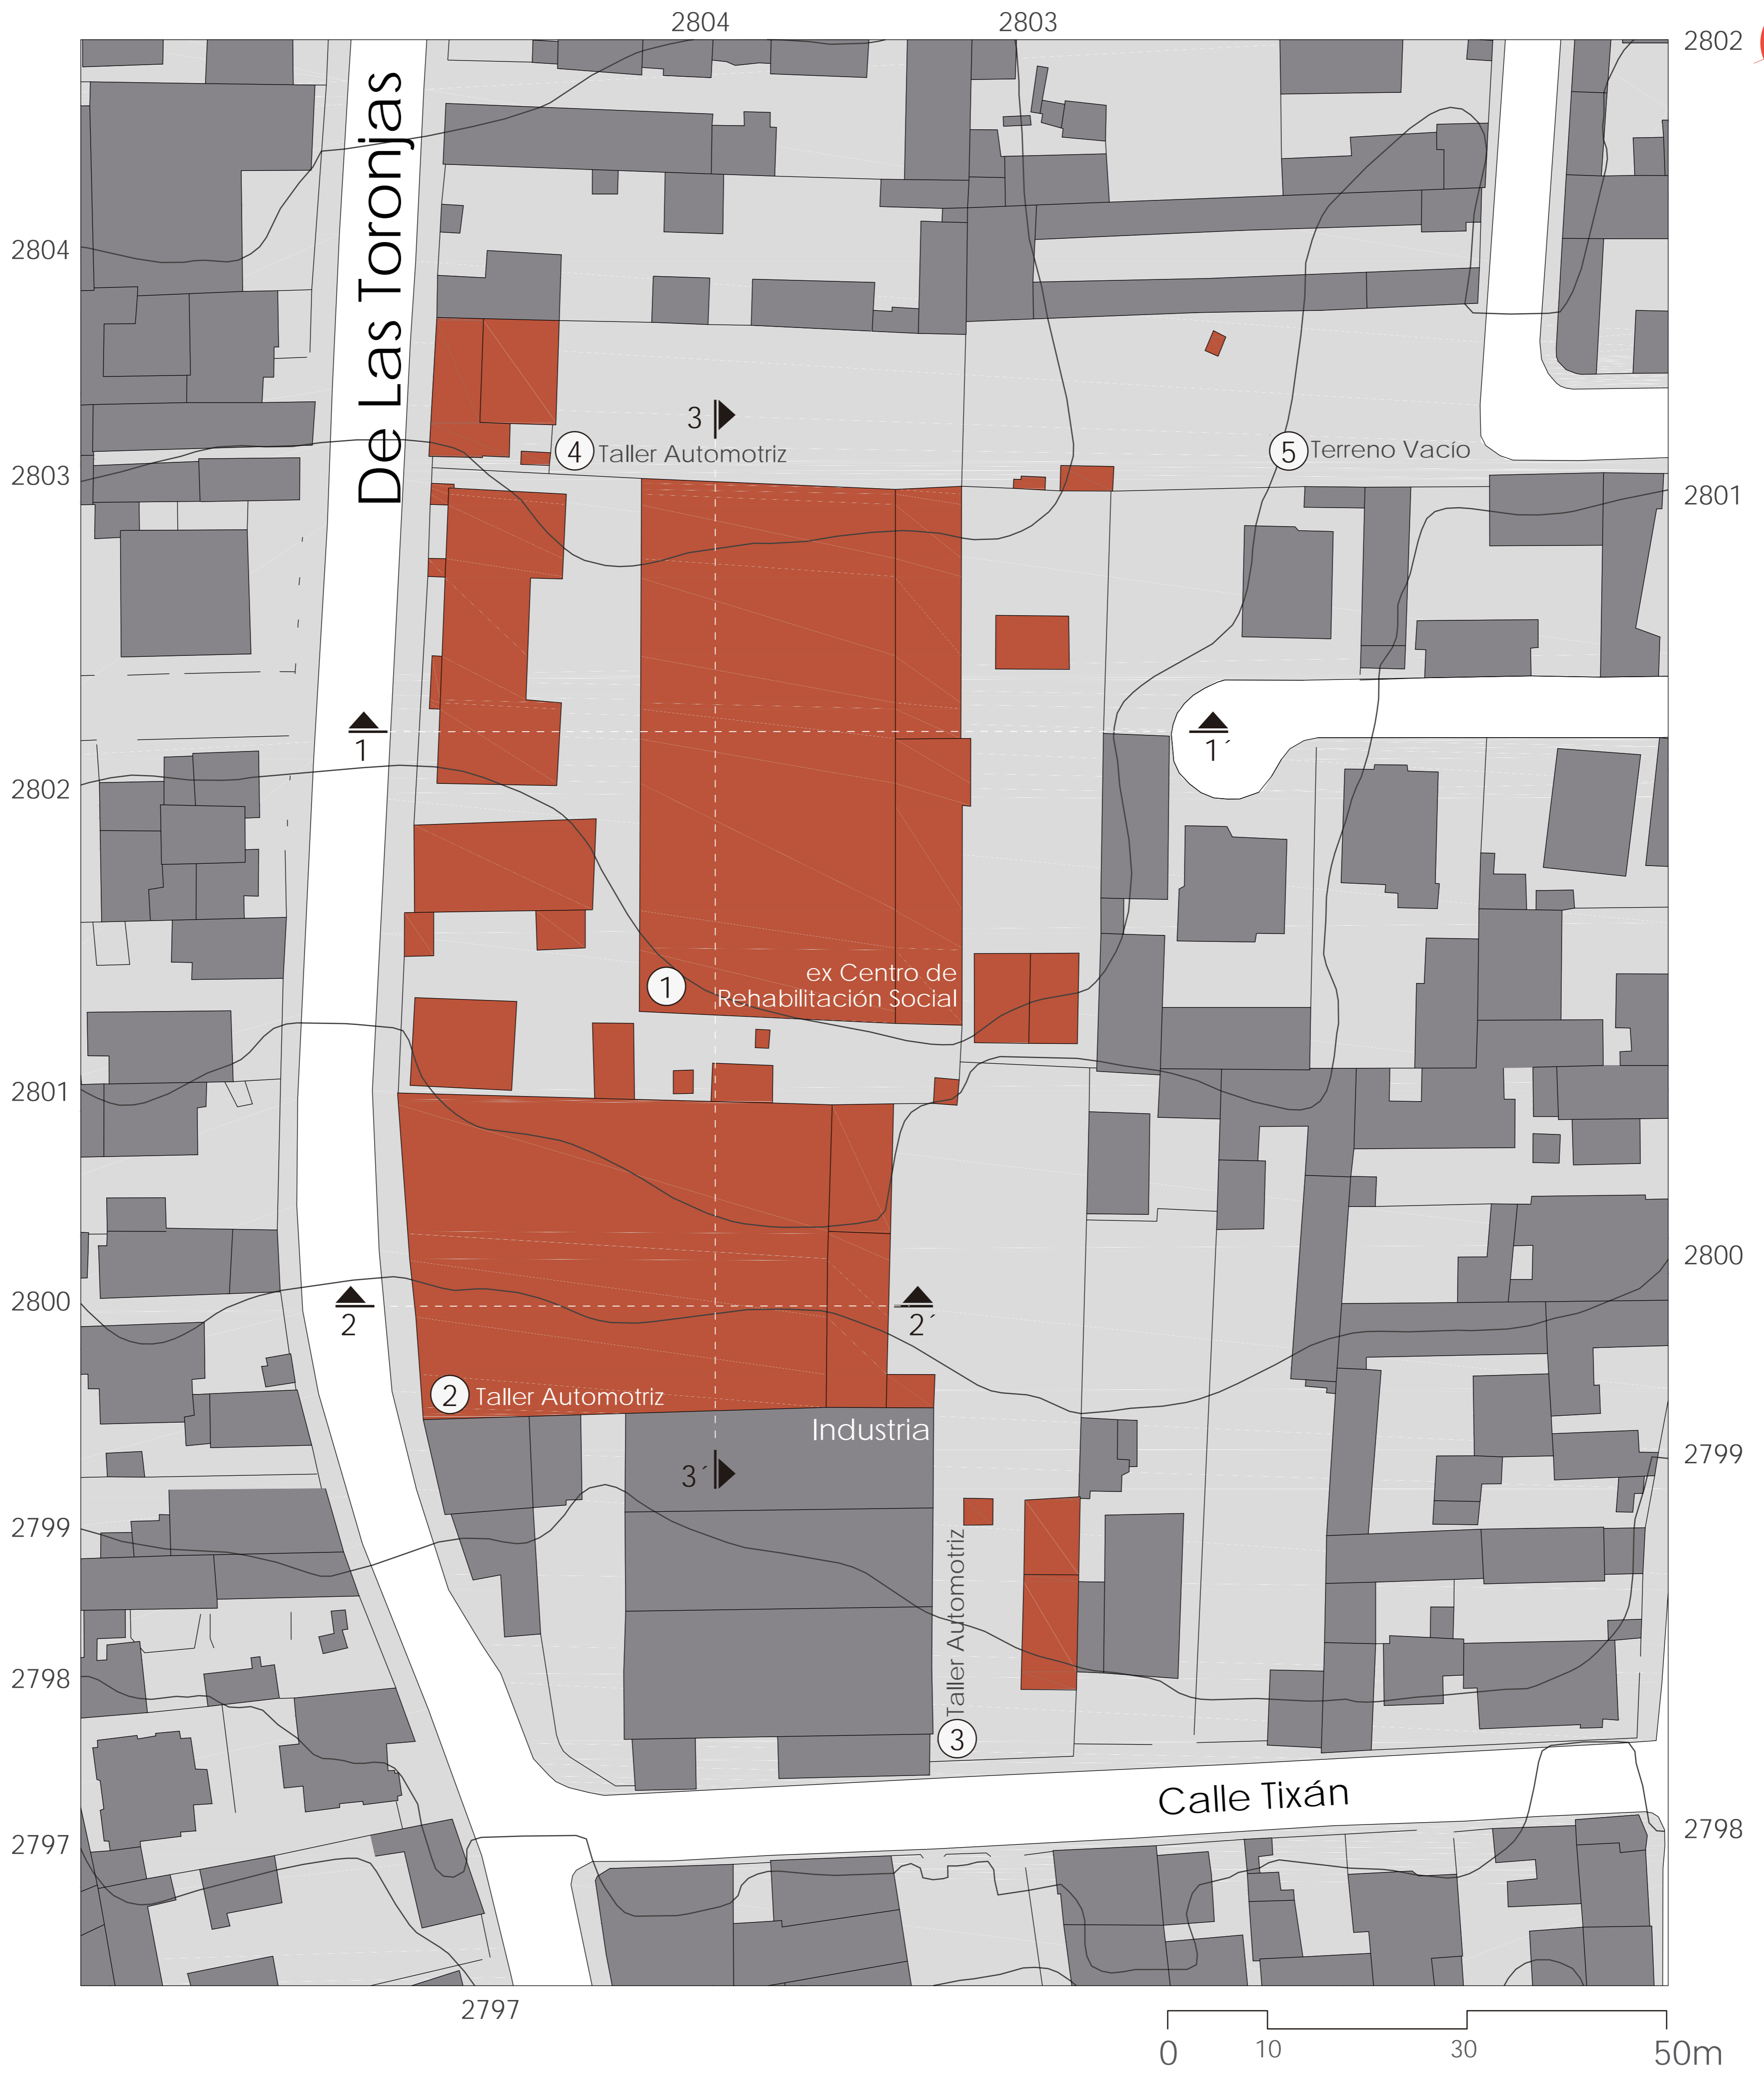 2804
2803
2802
De Las Toronjas
2804
3
4 Taller Automotriz
5 Terreno Vacío
2803
2801
1
1´
2802
ex Centro de
1 Rehabilitación Social
2801
2800
2800
2
2´
2 Taller Automotriz
Industria
2799
3´
2799
Taller Automotriz
3
2798
Calle Tixán
2797
2798
2797
0
10
30
50m